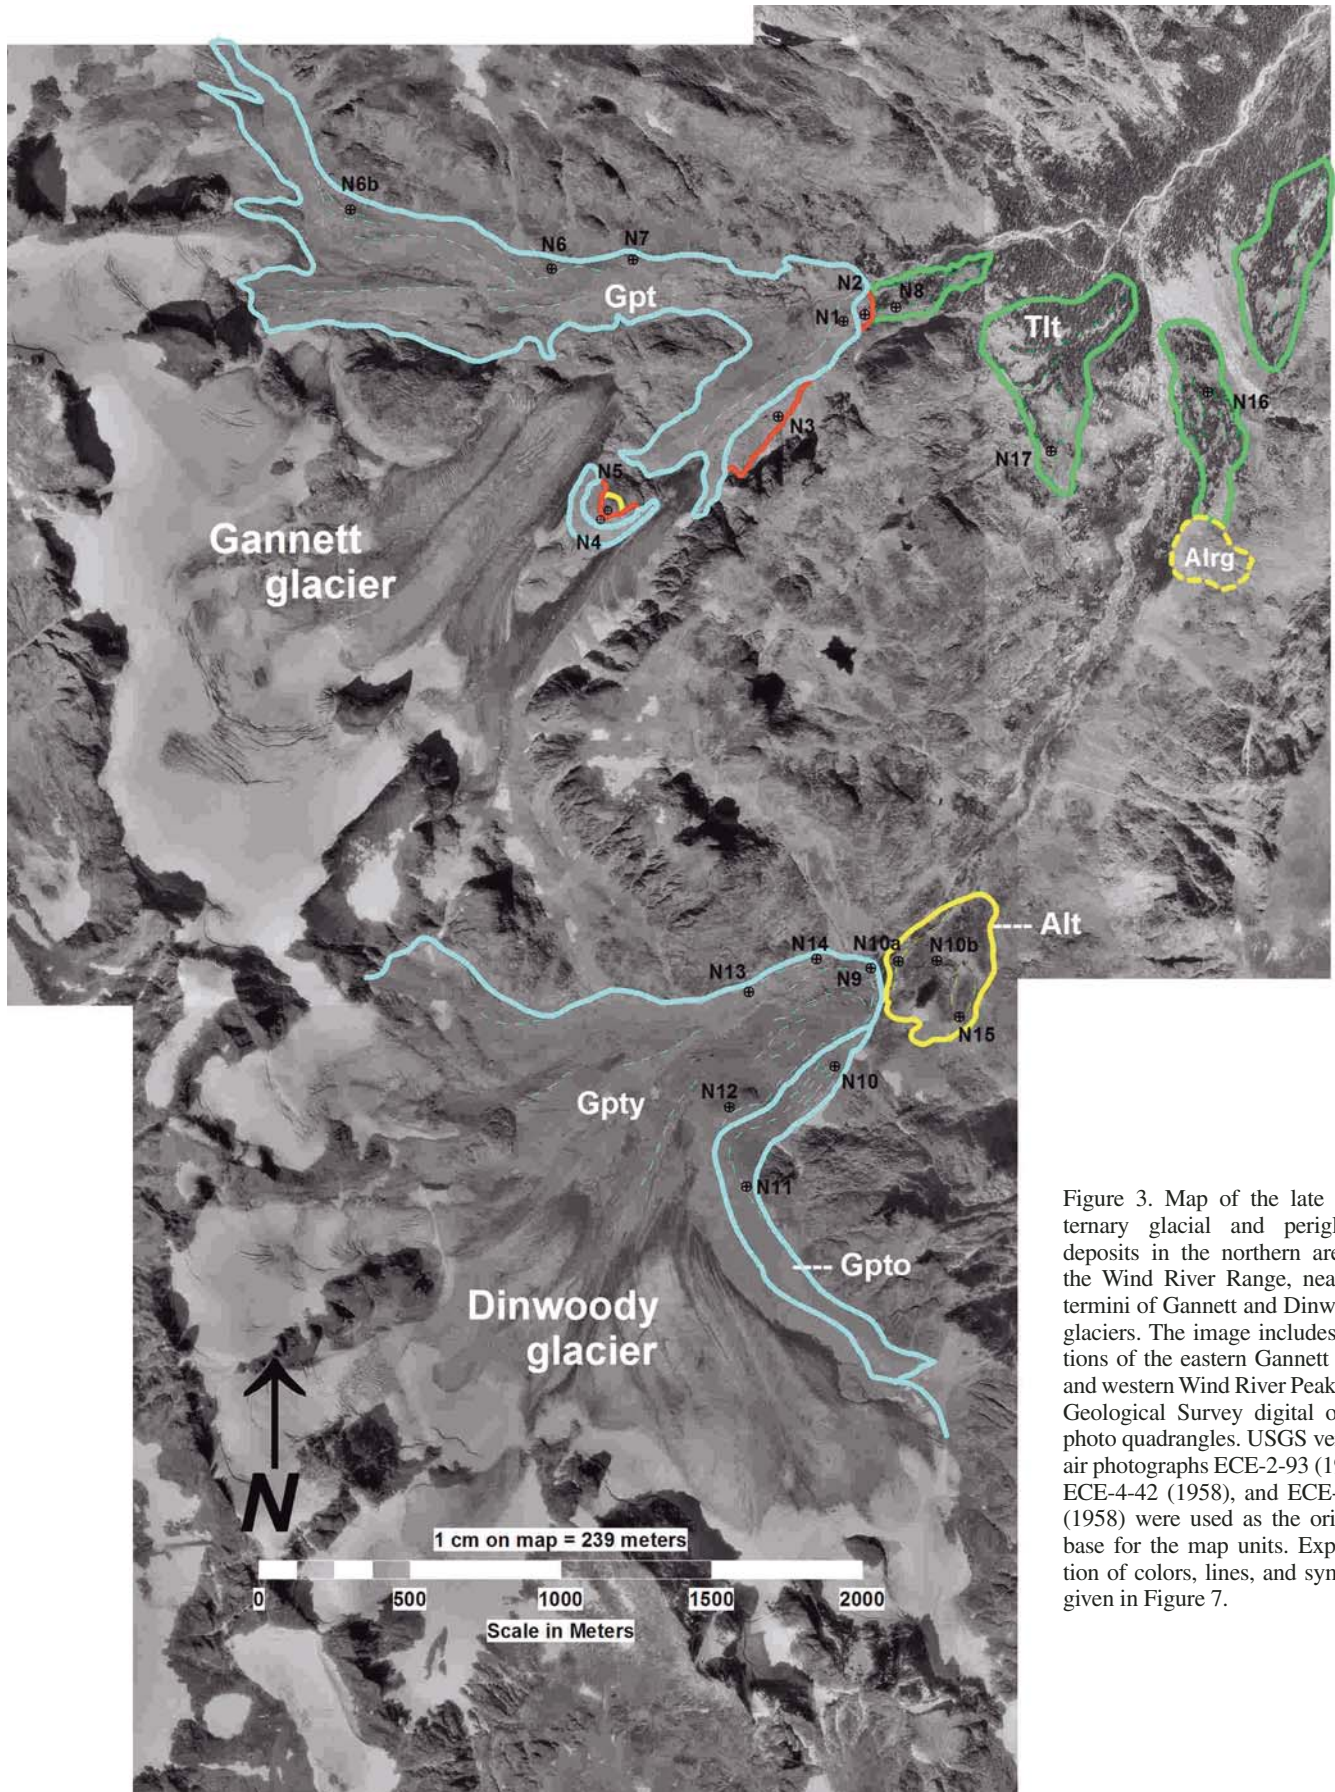 N6b
N6
N7
Gpt
N2
N8
N1
Tlt
N16
N3
N17
N5
N4
Gannett
glacier
Alrg
Alt
N14
N10a
N10b
N9
N13
N15
N10
N12
Gpty
N11
Gpto
Dinwoody
glacier
N
1 cm on map = 239 meters
0 500 1000 1500 2000
Scale in Meters
Figure 3. Map of the late
ternary glacial and perigl
deposits in the northern are
the Wind River Range, nea
termini of Gannett and Dinw
glaciers. The image includes
tions of the eastern Gannett
and western Wind River Peak
Geological Survey digital o
photo quadrangles. USGS ve
air photographs ECE-2-93 (19
ECE-4-42 (1958), and ECE-
(1958) were used as the ori
base for the map units. Exp
tion of colors, lines, and sym
given in Figure 7.